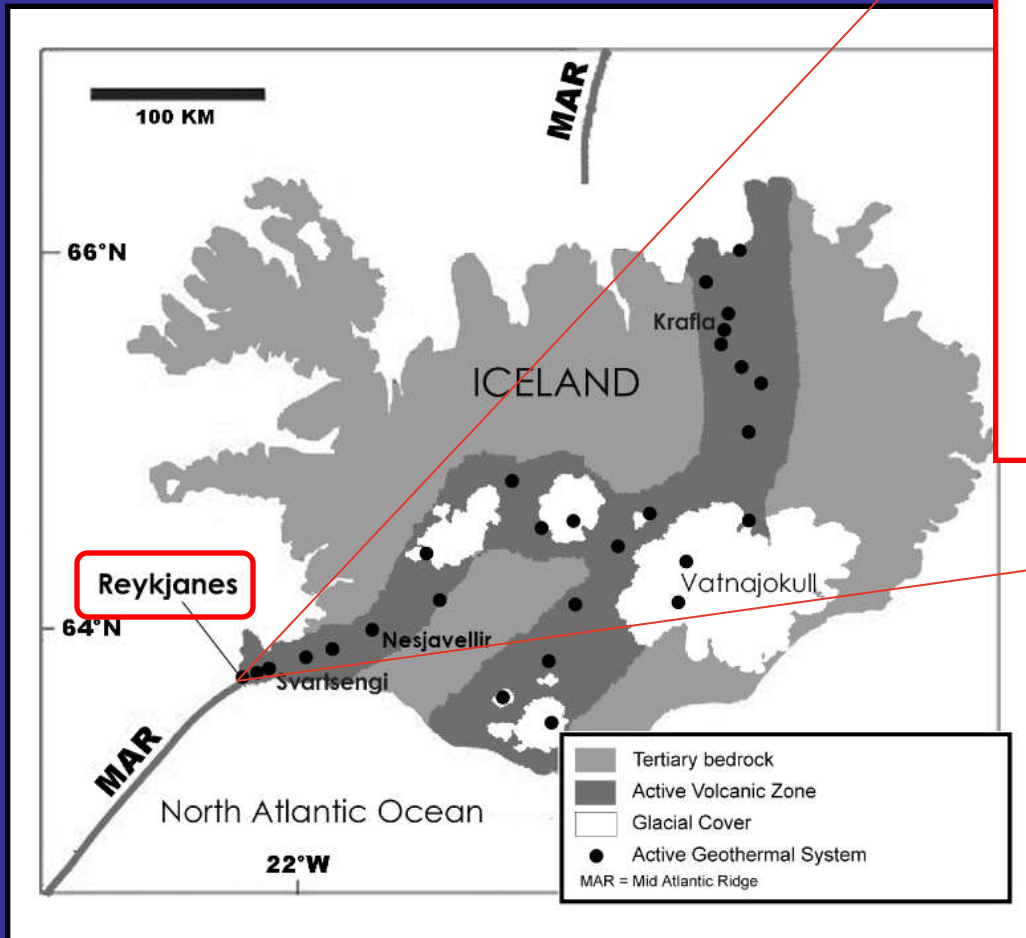 MAR
100 KM
66°N
Krafla
ICELAND
Reykjanes
Vatnajokull
64°N
Nesjavellir
Svartsengi
MAR
North Atlantic Ocean
22°W
Tertiary bedrock
Active Volcanic Zone
Glacial Cover
Active Geothermal System
MAR = Mid Atlantic Ridge